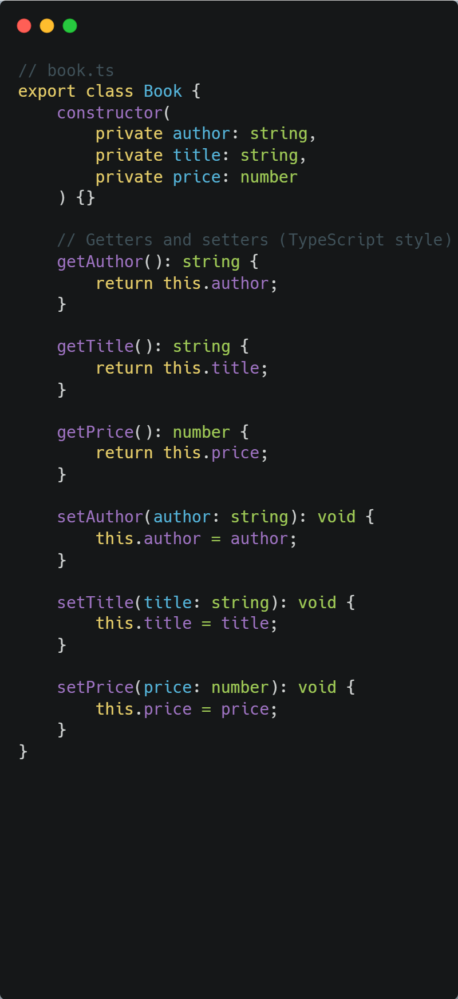 // book.ts
export class Book {
    constructor(
        private author: string,
        private title: string,
        private price: number
    ) {}

    // Getters and setters (TypeScript style)
    getAuthor(): string {
        return this.author;
    }

    getTitle(): string {
        return this.title;
    }

    getPrice(): number {
        return this.price;
    }

    setAuthor(author: string): void {
        this.author = author;
    }

    setTitle(title: string): void {
        this.title = title;
    }

    setPrice(price: number): void {
        this.price = price;
    }
}